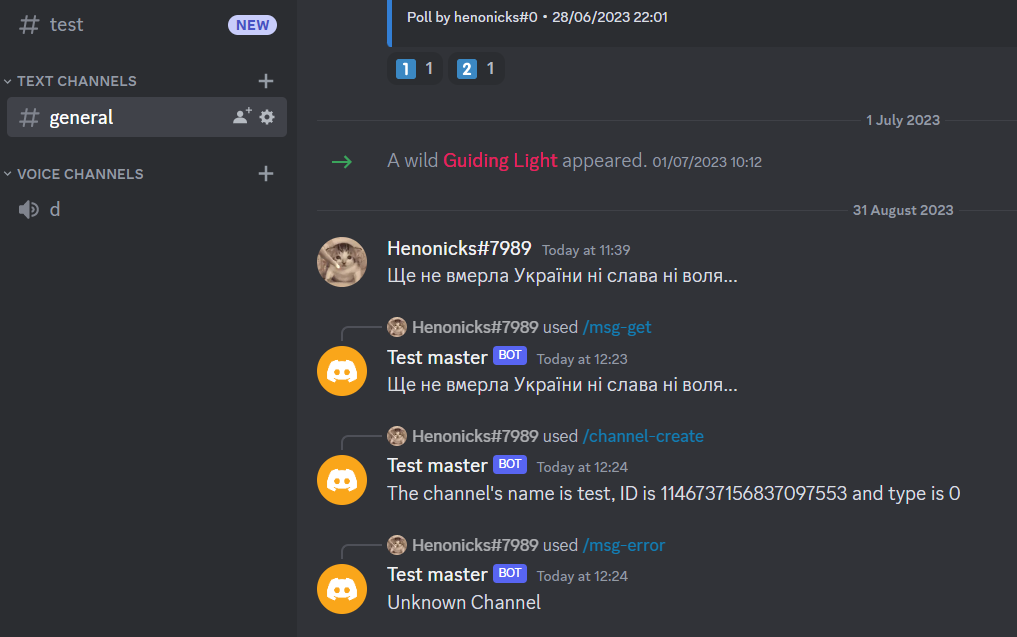 # test NEW
TEXT CHANNELS
# general
VOICE CHANNELS
d
Poll by henonicks#0 • 28/06/2023 22:01
1 1 2 1
1 July 2023
A wild Guiding Light appeared. 01/07/2023 10:12
31 August 2023
Henonicks#7989 Today at 11:39
Ще не вмерла України ні слава ні воля...
Henonicks#7989 used /msg-get
Test master BOT Today at 12:23
Ще не вмерла України ні слава ні воля...
Henonicks#7989 used /channel-create
Test master BOT Today at 12:24
The channel's name is test, ID is 1146737156837097553 and type is 0
Henonicks#7989 used /msg-error
Test master BOT Today at 12:24
Unknown Channel